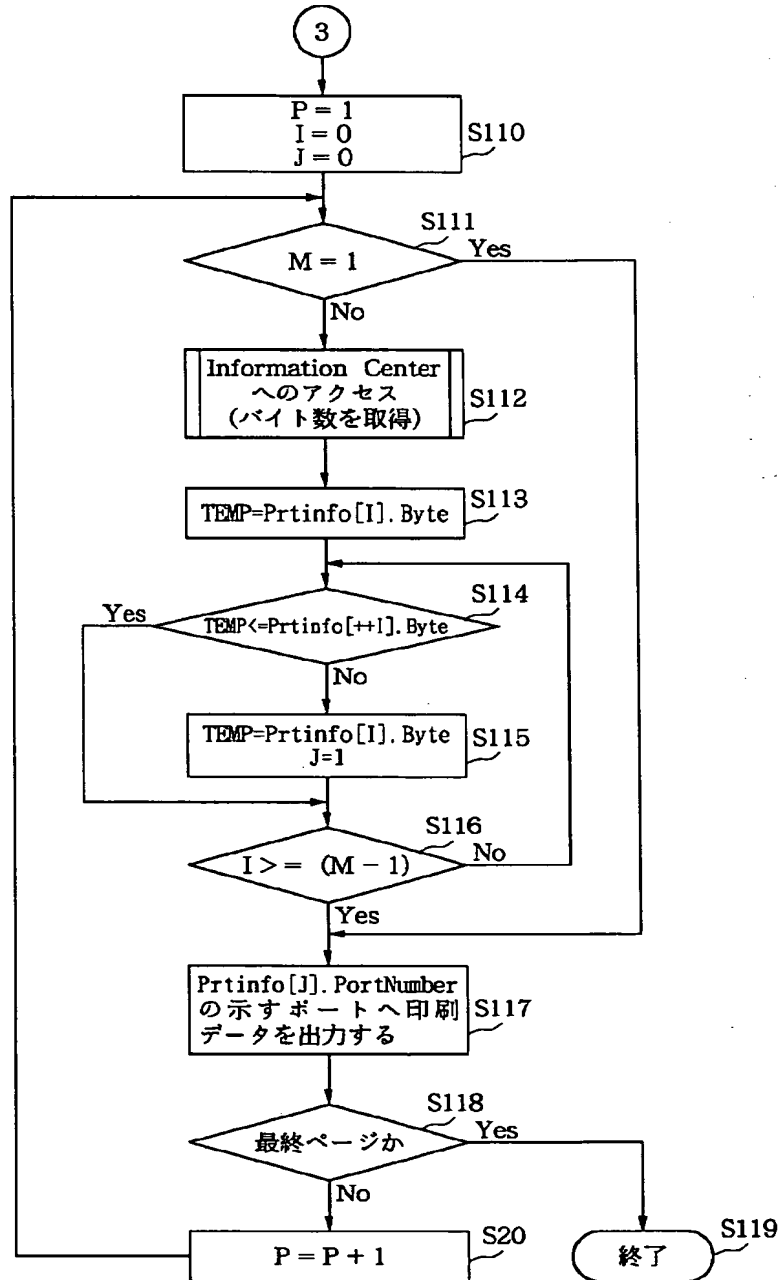 3
P = 1
I = 0
J = 0
S110
S111
M = 1
Yes
No
Information Center
へのアクセス
(バイト数を取得)
S112
TEMP=Prtinfo[I].Byte
S113
S114
Yes
TEMP<=Prtinfo[++I].Byte
No
TEMP=Prtinfo[I].Byte
J=1
S115
S116
I >= (M − 1)
No
Yes
Prtinfo[J].PortNumber
の示すポートへ印刷
データを出力する
S117
S118
最終ページか
Yes
No
P = P + 1
S20
終了
S119